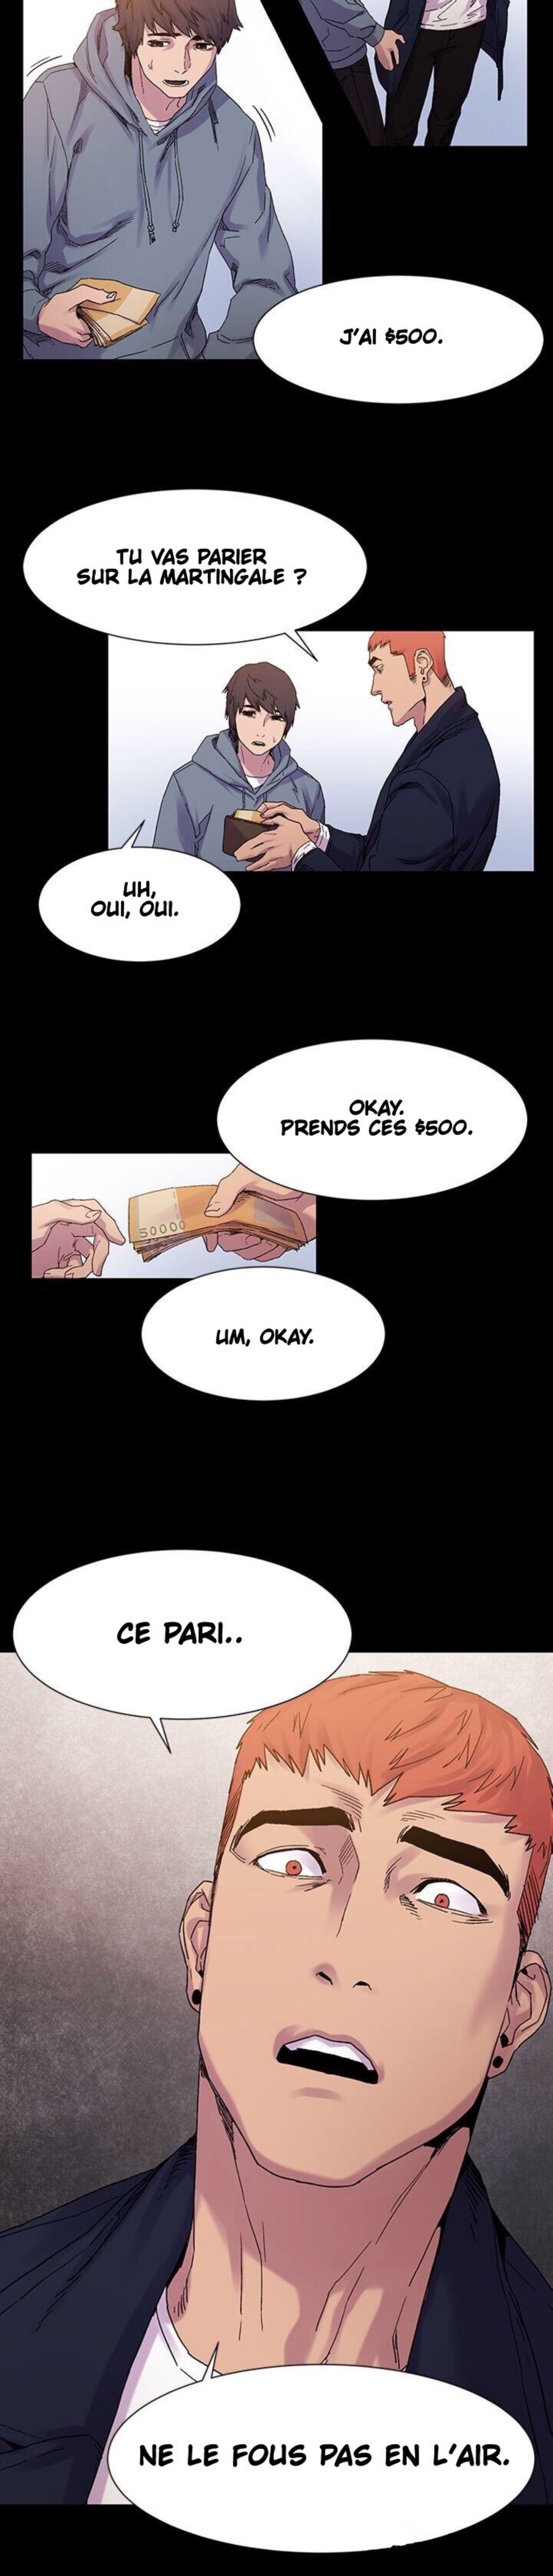 J'AI $500.
TU VAS PARIER
SUR LA MARTINGALE ?
UH,
OUI, OUI.
OKAY.
PRENDS CES $500.
50000
UM, OKAY.
CE PARI..
NE LE FOUS PAS EN L'AIR.